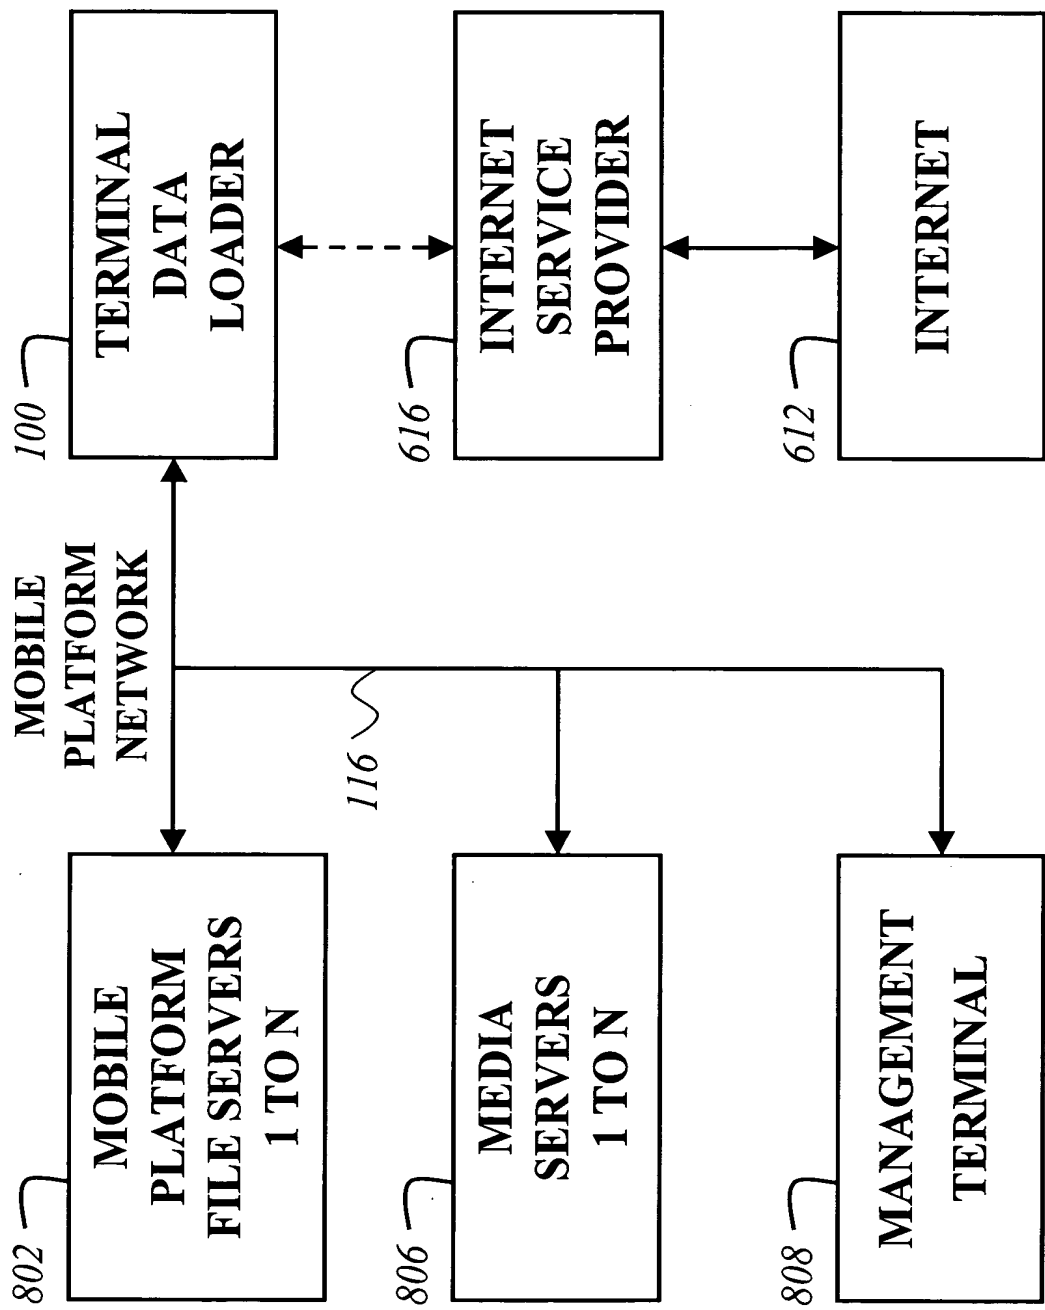 802
MOBILE
PLATFORM
FILE SERVERS
1 TO N
MOBILE
PLATFORM
NETWORK
100
TERMINAL
DATA
LOADER
116
806
MEDIA
SERVERS
1 TO N
616
INTERNET
SERVICE
PROVIDER
808
MANAGEMENT
TERMINAL
612
INTERNET